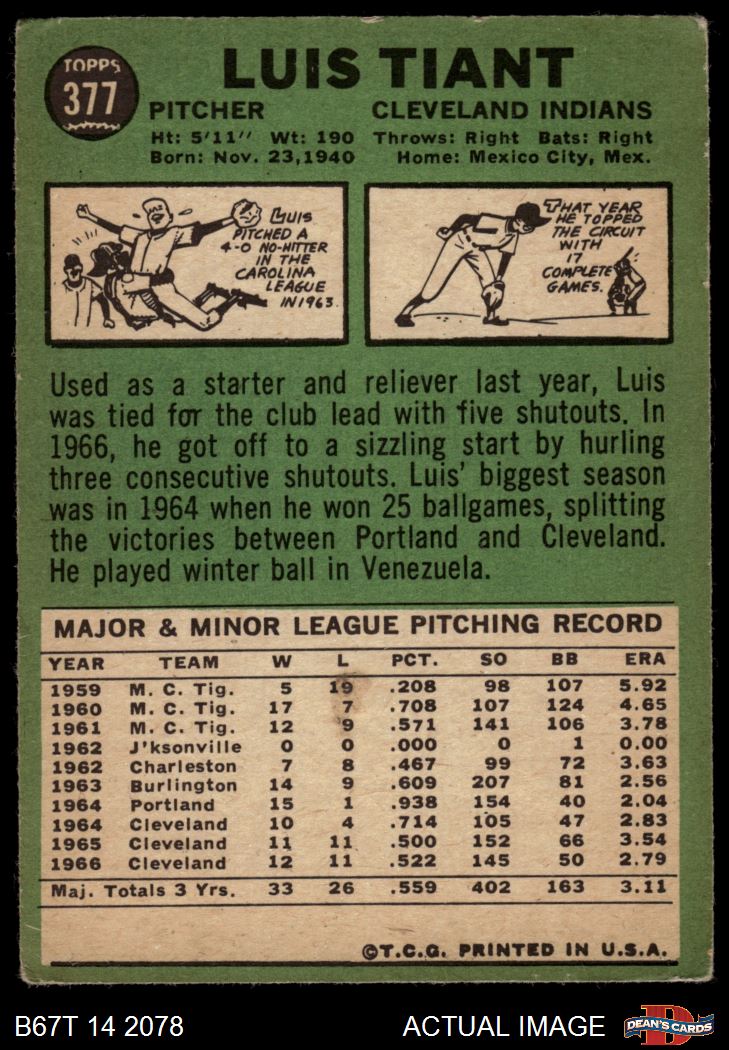 TOPPS
377
LUIS TIANT
PITCHER CLEVELAND INDIANS
Ht: 5'11" Wt: 190 Throws: Right Bats: Right
Born: Nov. 23,1940 Home: Mexico City, Mex.
LUIS
PITCHED A
4-0 NO-HITTER
IN THE
CAROLINA
LEAGUE
IN 1963.
THAT YEAR
HE TOPPED
THE CIRCUIT
WITH
17
COMPLETE
GAMES.
Used as a starter and reliever last year, Luis
was tied for the club lead with five shutouts. In
1966, he got off to a sizzling start by hurling
three consecutive shutouts. Luis' biggest season
was in 1964 when he won 25 ballgames, splitting
the victories between Portland and Cleveland.
He played winter ball in Venezuela.
MAJOR & MINOR LEAGUE PITCHING RECORD
YEAR TEAM W L PCT. SO BB ERA
1959 M. C. Tig. 5 19 .208 98 107 5.92
1960 M. C. Tig. 17 7 .708 107 124 4.65
1961 M. C. Tig. 12 9 .571 141 106 3.78
1962 J'ksonville 0 0 .000 0 1 0.00
1962 Charleston 7 8 .467 99 72 3.63
1963 Burlington 14 9 .609 207 81 2.56
1964 Portland 15 1 .938 154 40 2.04
1964 Cleveland 10 4 .714 105 47 2.83
1965 Cleveland 11 11 .500 152 66 3.54
1966 Cleveland 12 11 .522 145 50 2.79
Maj. Totals 3 Yrs. 33 26 .559 402 163 3.11
©T.C.G. PRINTED IN U.S.A.
B67T 14 2078 ACTUAL IMAGE
D
DEAN'S CARDS